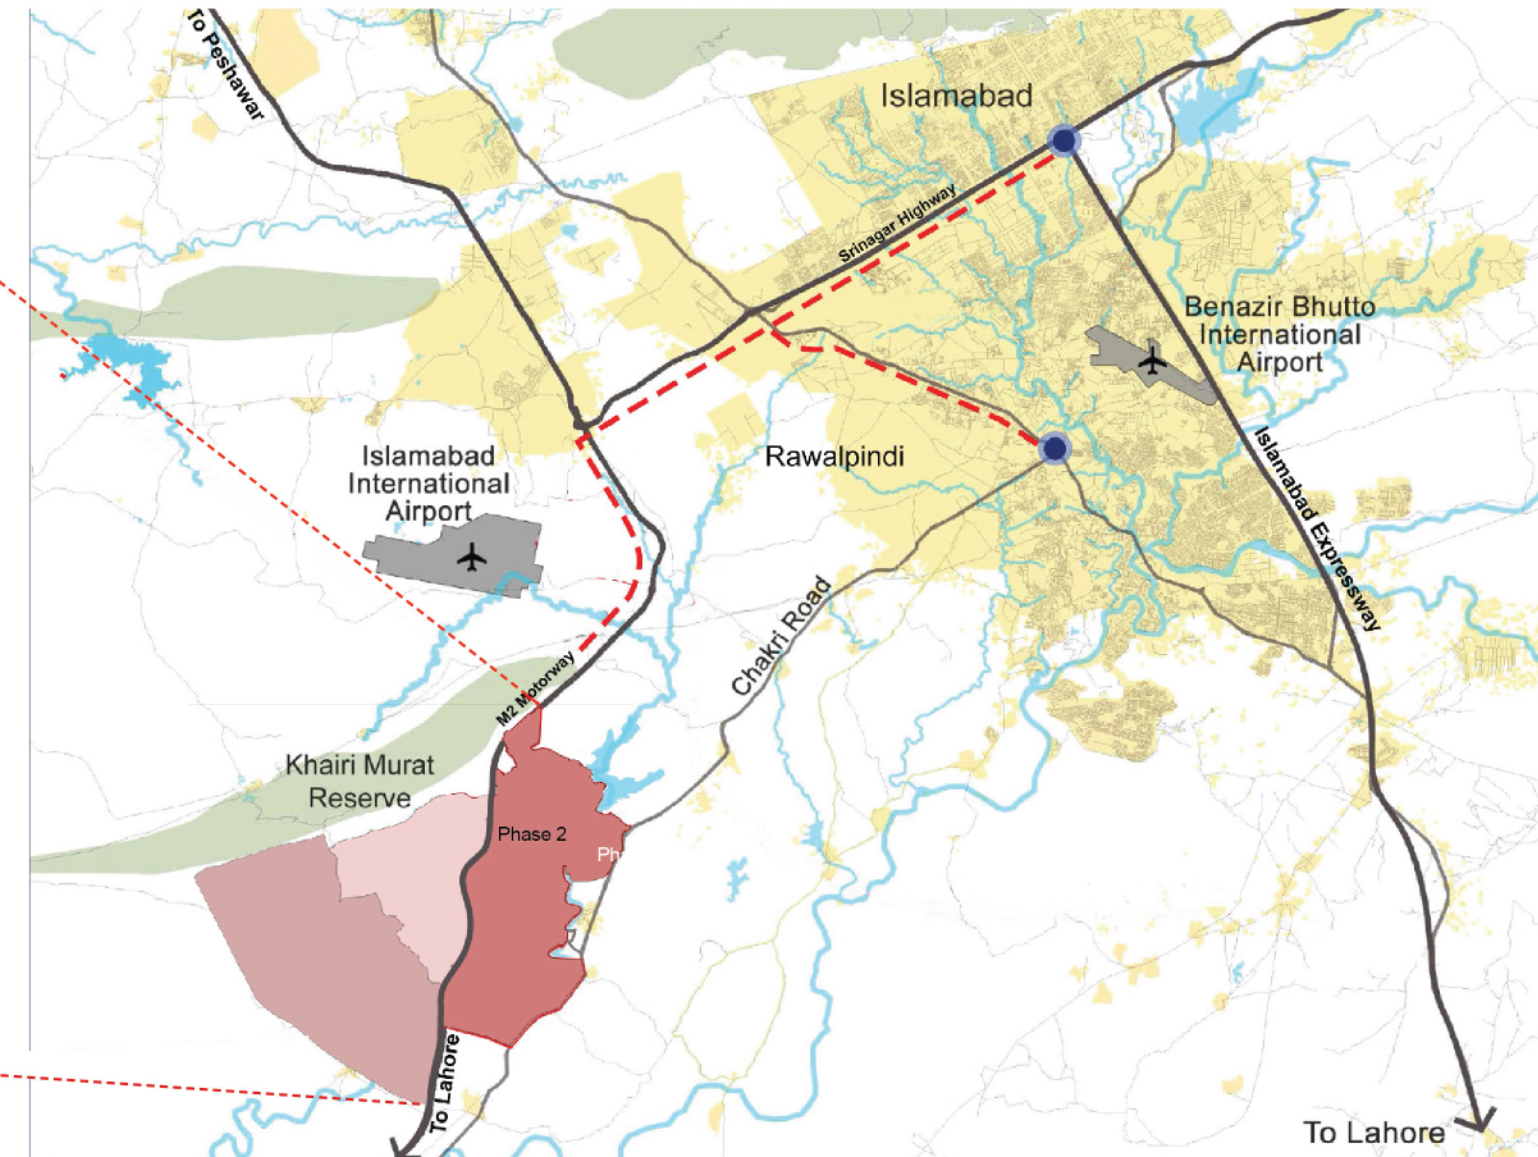 To Peshawar
Islamabad
Srinagar Highway
Benazir Bhutto
International
Airport
Islamabad
International
Airport
Rawalpindi
Islamabad Expressway
Chakri Road
M2 Motorway
Khairi Murat
Reserve
Phase 2
Ph
To Lahore
To Lahore